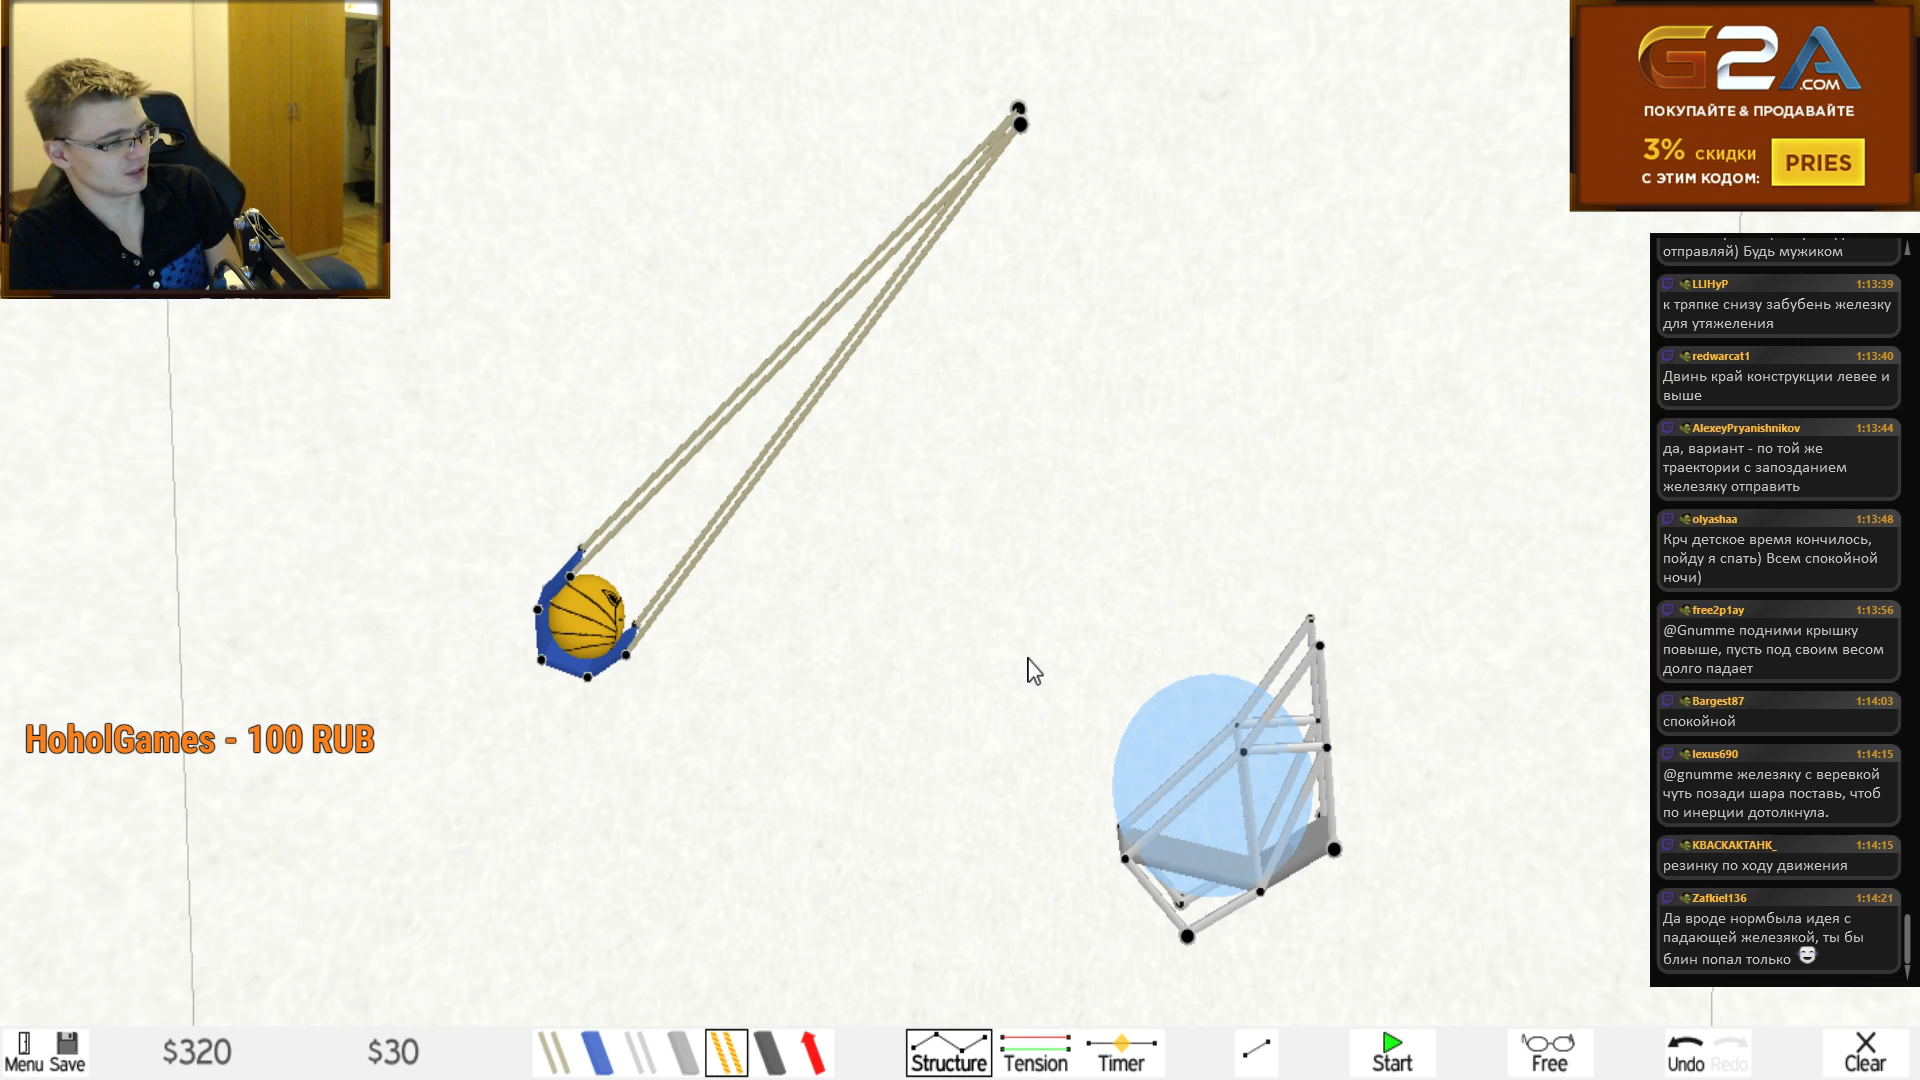 G2A
.COM
ПОКУПАЙТЕ & ПРОДАВАЙТЕ
3% СКИДКИ
С ЭТИМ КОДОМ:
PRIES
отправляй) Будь мужиком
LLIHyP 1:13:39
к тряпке снизу забубень железку
для утяжеления
redwarcat1 1:13:40
Двинь край конструкции левее и
выше
AlexeyPryanishnikov 1:13:44
да, вариант - по той же
траектории с запозданием
железяку отправить
olyashaa 1:13:48
Крч детское время кончилось,
пойду я спать) Всем спокойной
ночи)
free2p1ay 1:13:56
@Gnumme подними крышку
повыше, пусть под своим весом
долго падает
Bargest87 1:14:03
спокойной
lexus690 1:14:15
@gnumme железяку с веревкой
чуть позади шара поставь, чтоб
по инерции дотолкнула.
KBACKAKTAHK_ 1:14:15
резинку по ходу движения
Zafkiel136 1:14:21
Да вроде нормбыла идея с
падающей железякой, ты бы
блин попал только
HoholGames - 100 RUB
Menu Save $320 $30 Structure Tension Timer Start Free Undo Redo Clear